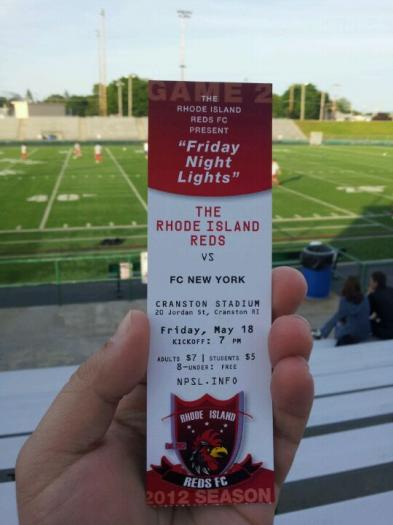 GAME 2
THE
RHODE ISLAND
REDS FC
PRESENT
"Friday
Night
Lights"
THE
RHODE ISLAND
REDS
VS
FC NEW YORK
CRANSTON STADIUM
20 Jordan St, Cranston RI
Friday, May 18
KICKOFF: 7 PM
ADULTS $7 | STUDENTS $5
8-UNDER: FREE
NPSL.INFO
RHODE ISLAND
REDS FC
2012 SEASON